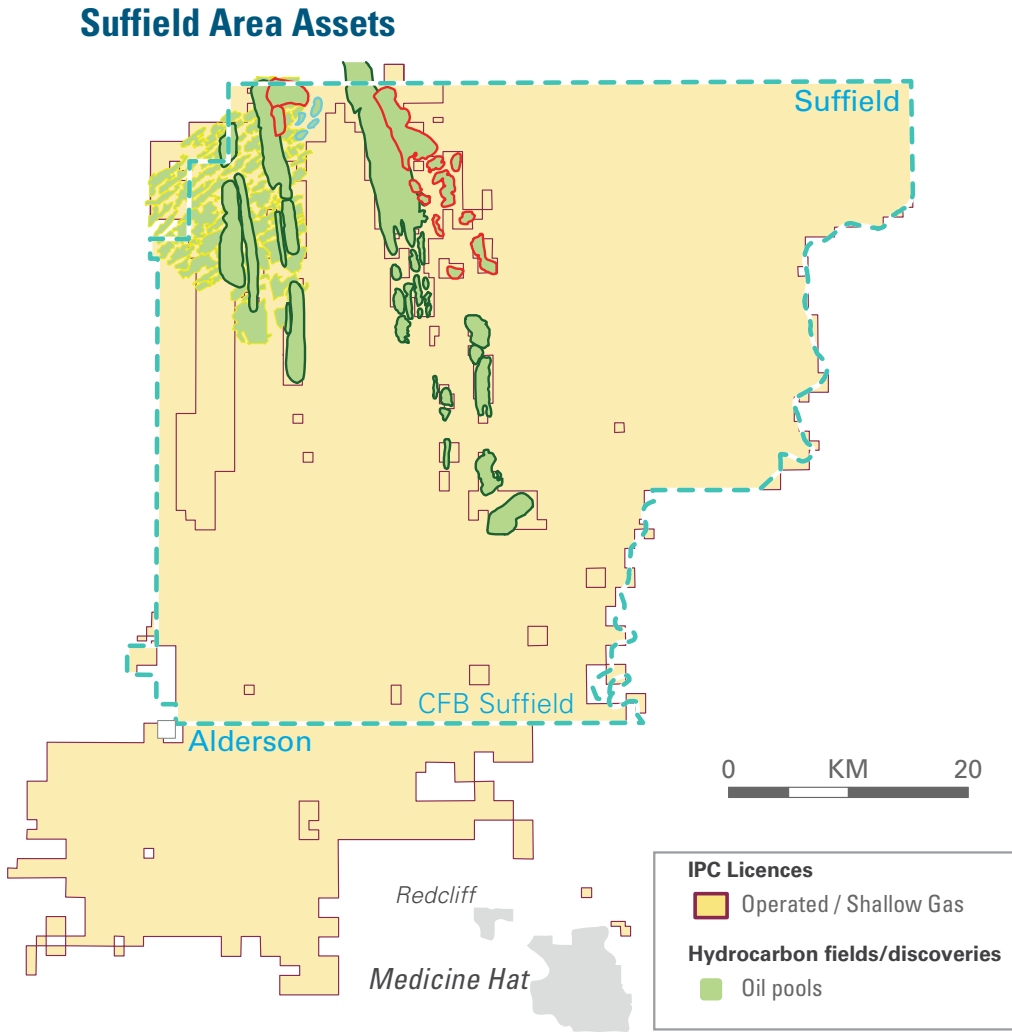 Suffield Area Assets
Suffield
CFB Suffield
Alderson
0 KM 20
Redcliff
Medicine Hat
IPC Licences
Operated / Shallow Gas
Hydrocarbon fields/discoveries
Oil pools